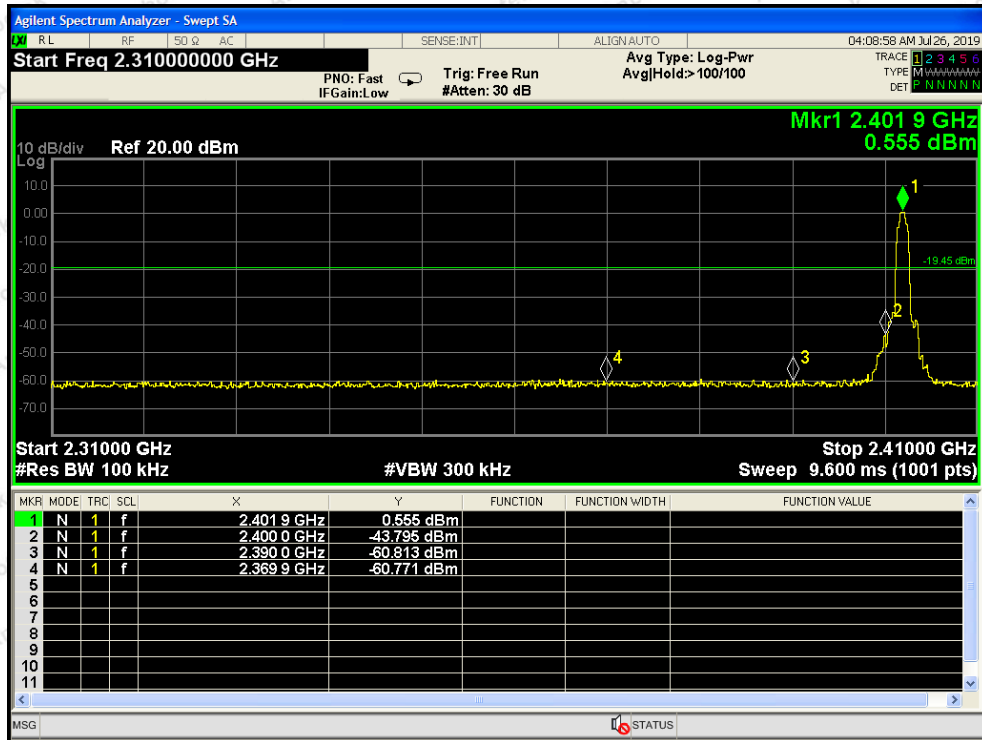 Agilent Spectrum Analyzer - Swept SA
LXI RL RF 50 Ω AC SENSE:INT ALIGN AUTO 04:08:58 AM Jul 26, 2019
Start Freq 2.310000000 GHz Avg Type: Log-Pwr TRACE 1 2 3 4 5 6
PNO: Fast Trig: Free Run Avg|Hold:> 100/100 TYPE M WWWWW
IFGain:Low #Atten: 30 dB DET P N N N N N
Mkr1 2.401 9 GHz
10 dB/div Ref 20.00 dBm 0.555 dBm
Log
10.0
1
0.00
-10.0
-20.0 -19.45 dBm
-30.0
-40.0 2
-50.0 4 3
-60.0
-70.0
Start 2.31000 GHz Stop 2.41000 GHz
#Res BW 100 kHz #VBW 300 kHz Sweep 9.600 ms (1001 pts)
MKR MODE TRC SCL X Y FUNCTION FUNCTION WIDTH FUNCTION VALUE
1 N 1 f 2.401 9 GHz 0.555 dBm
2 N 1 f 2.400 0 GHz -43.795 dBm
3 N 1 f 2.390 0 GHz -60.813 dBm
4 N 1 f 2.369 9 GHz -60.771 dBm
5
6
7
8
9
10
11
MSG STATUS